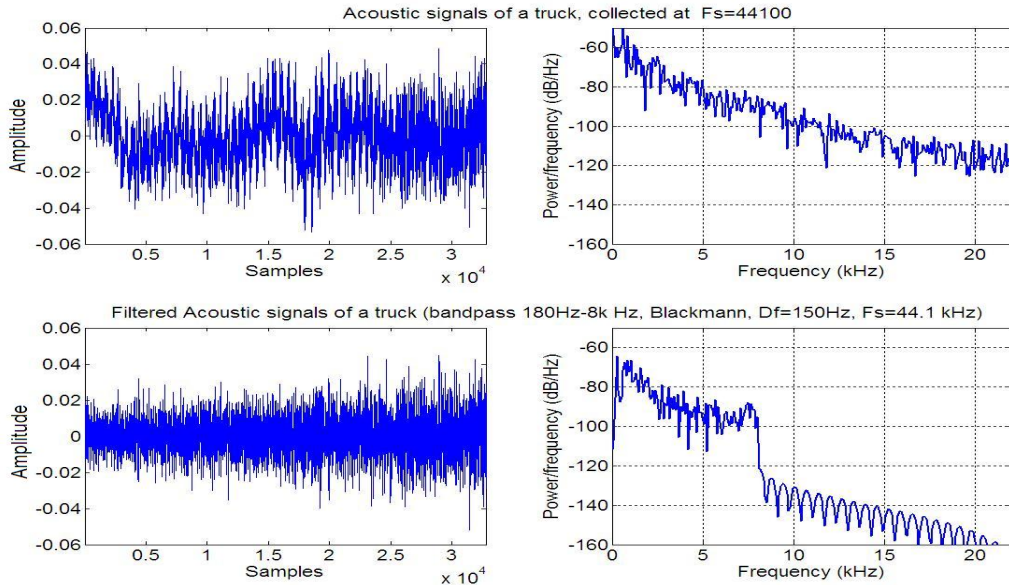 Acoustic signals of a truck, collected at Fs=44100
0.06
0.04
0.02
0
-0.02
-0.04
-0.06
Amplitude
0.5 1 1.5 2 2.5 3
Samples
x 10^4
-60
-80
-100
-120
-140
-160
Power/frequency (dB/Hz)
0 5 10 15 20
Frequency (kHz)
Filtered Acoustic signals of a truck (bandpass 180Hz-8k Hz, Blackmann, Df=150Hz, Fs=44.1 kHz)
0.06
0.04
0.02
0
-0.02
-0.04
-0.06
Amplitude
0.5 1 1.5 2 2.5 3
Samples
x 10^4
-60
-80
-100
-120
-140
-160
Power/frequency (dB/Hz)
0 5 10 15 20
Frequency (kHz)